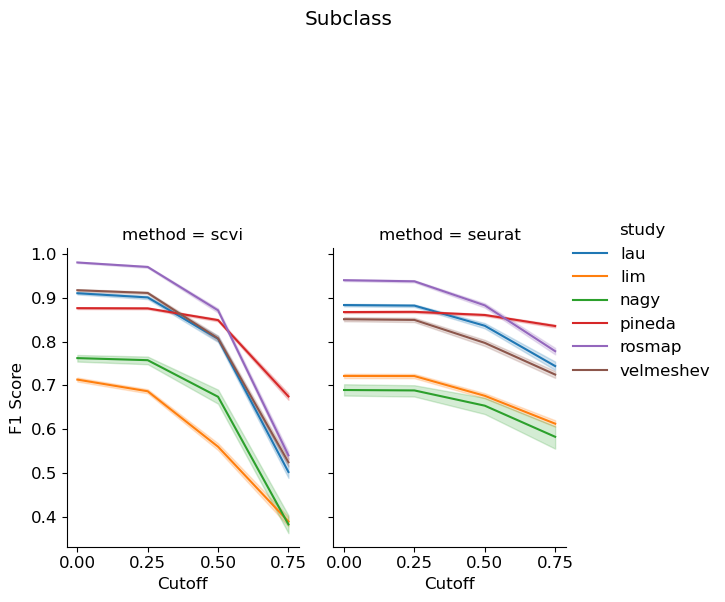 Subclass
method = scvi
method = seurat
study
lau
lim
nagy
pineda
rosmap
velmeshev
F1 Score
1.0
0.9
0.8
0.7
0.6
0.5
0.4
0.00 0.25 0.50 0.75
0.00 0.25 0.50 0.75
Cutoff
Cutoff